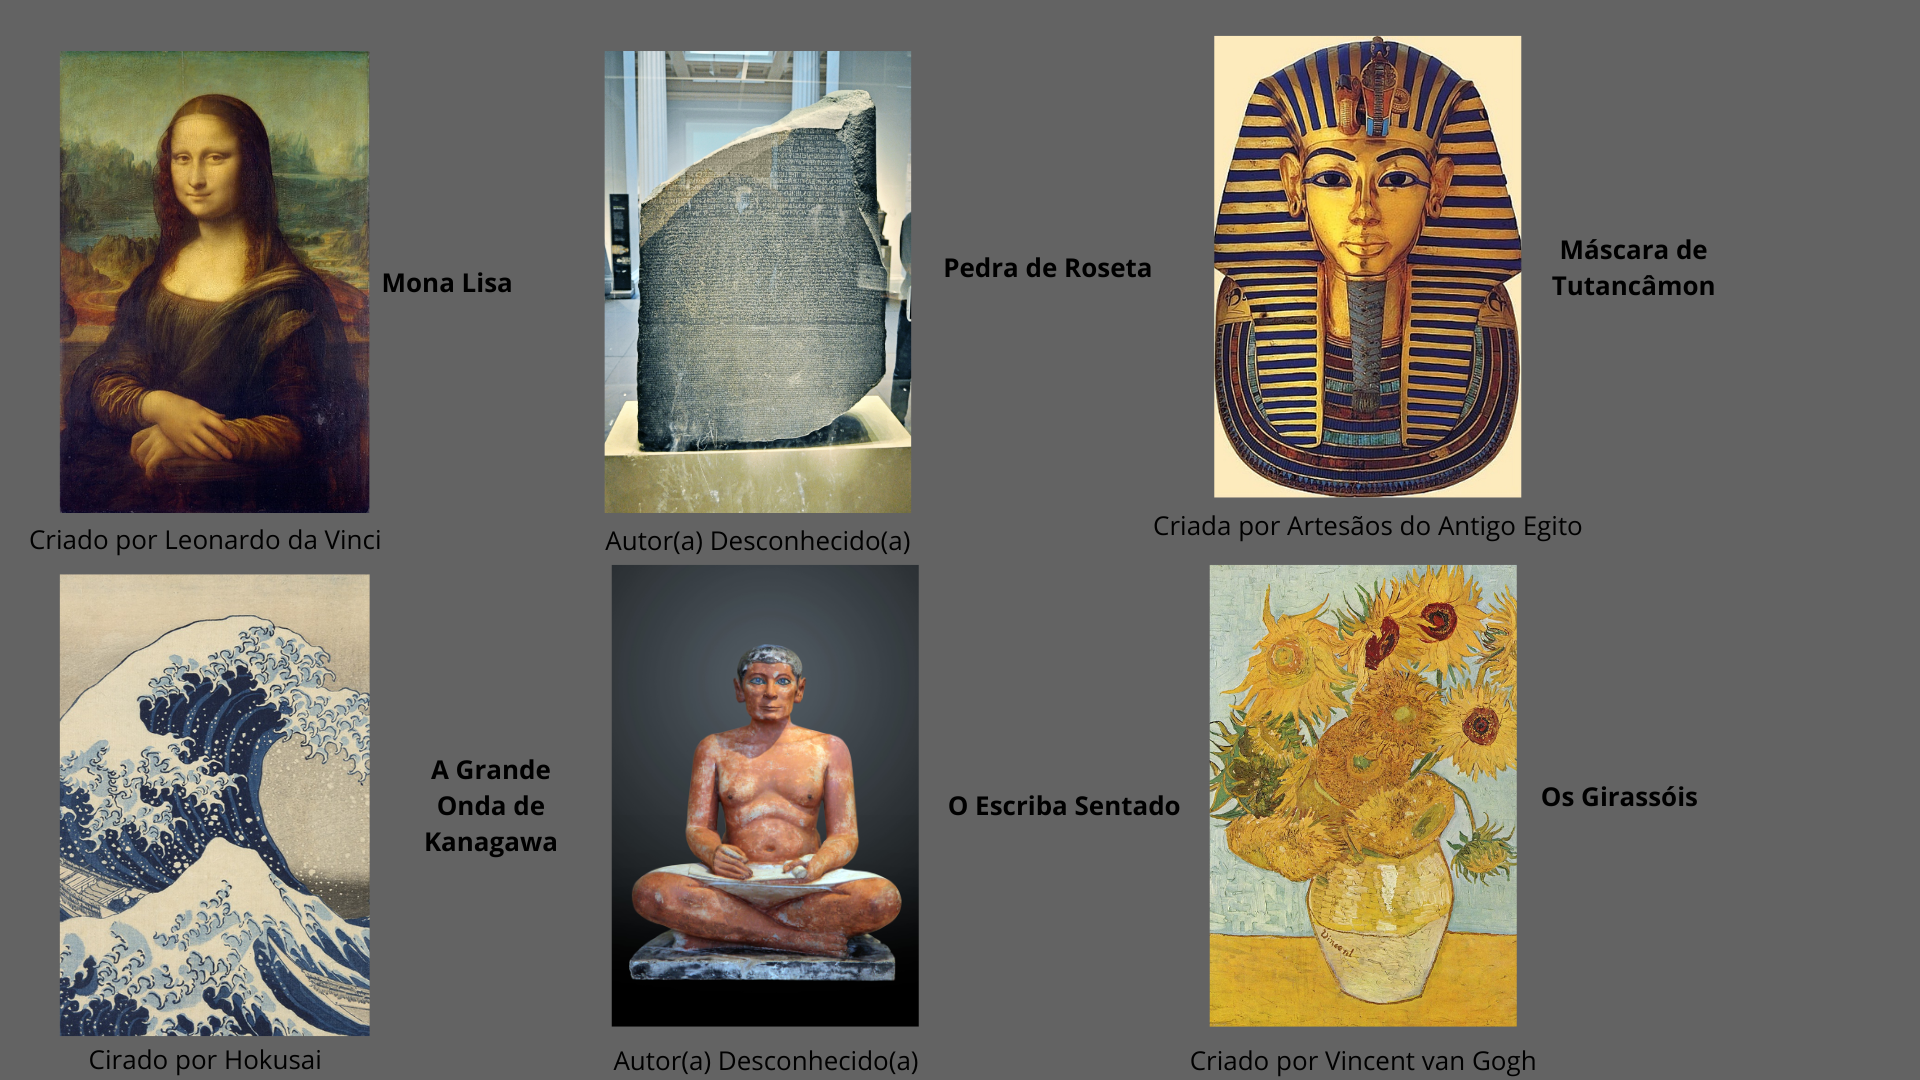 Mona Lisa
Pedra de Roseta
Máscara de
Tutancâmon
Criado por Leonardo da Vinci
Autor(a) Desconhecido(a)
Criada por Artesãos do Antigo Egito
A Grande
Onda de
Kanagawa
O Escriba Sentado
Os Girassóis
Vincent
Cirado por Hokusai
Autor(a) Desconhecido(a)
Criado por Vincent van Gogh